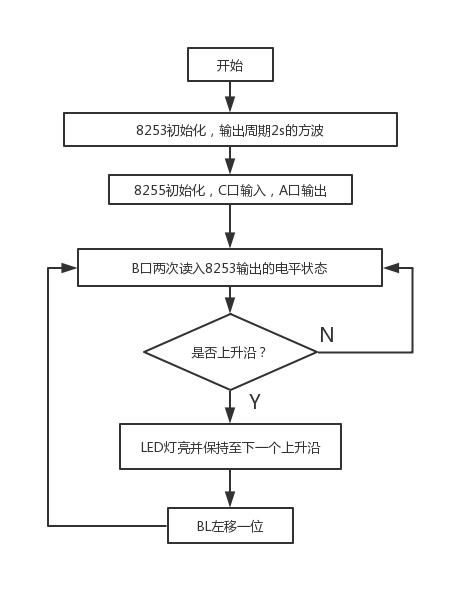 开始
8253初始化，输出周期2s的方波
8255初始化，C口输入，A口输出
B口两次读入8253输出的电平状态
是否上升沿？
N
Y
LED灯亮并保持至下一个上升沿
BL左移一位